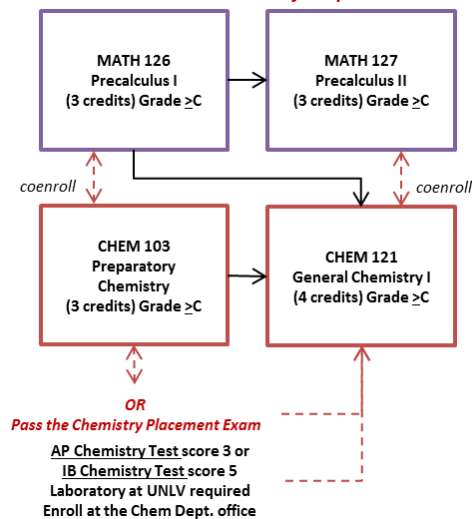 MATH 126
Precalculus I
(3 credits) Grade >C
MATH 127
Precalculus II
(3 credits) Grade >C
coenroll
coenroll
CHEM 103
Preparatory
Chemistry
(3 credits) Grade >C
CHEM 121
General Chemistry I
(4 credits) Grade >C
OR
Pass the Chemistry Placement Exam
AP Chemistry Test score 3 or
IB Chemistry Test score 5
Laboratory at UNLV required
Enroll at the Chem Dept. office